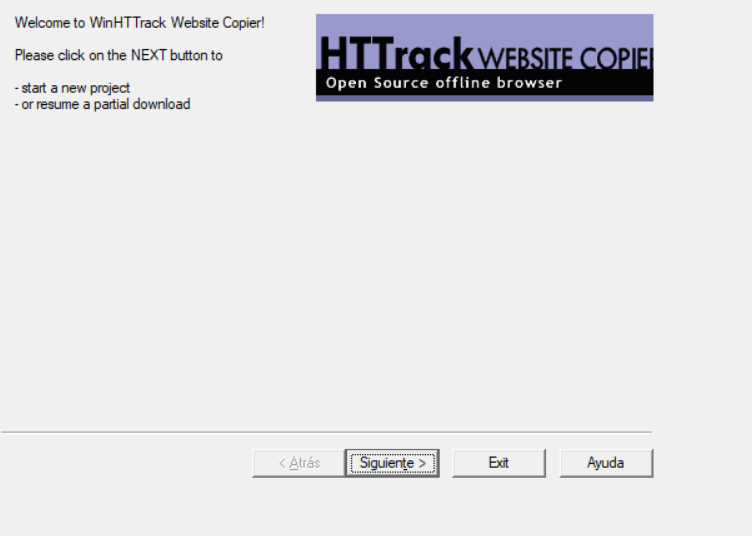 Welcome to WinHTTrack Website Copier!
Please click on the NEXT button to
- start a new project
- or resume a partial download
HTTrack WEBSITE COPIER
Open Source offline browser
< Atrás
Siguiente >
Exit
Ayuda